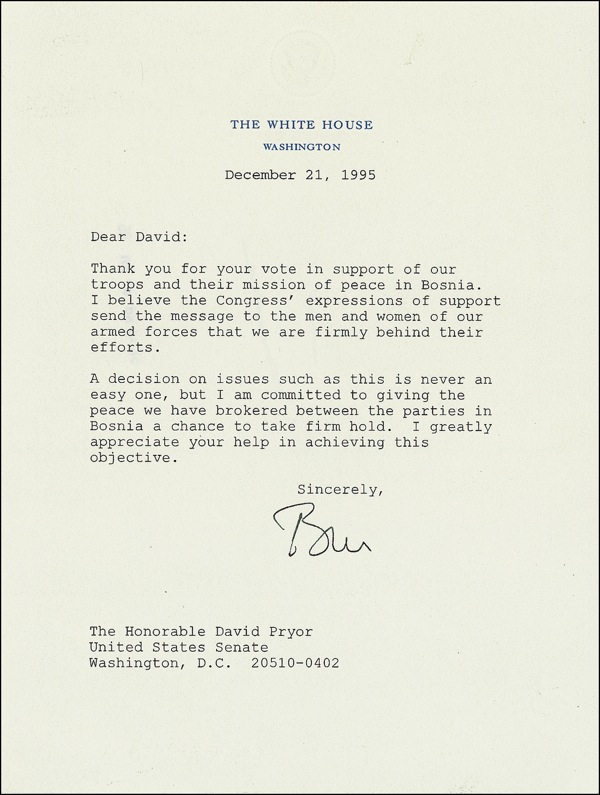 THE WHITE HOUSE
WASHINGTON
December 21, 1995
Dear David:
Thank you for your vote in support of our
troops and their mission of peace in Bosnia.
I believe the Congress' expressions of support
send the message to the men and women of our
armed forces that we are firmly behind their
efforts.
A decision on issues such as this is never an
easy one, but I am committed to giving the
peace we have brokered between the parties in
Bosnia a chance to take firm hold.  I greatly
appreciate your help in achieving this
objective.
Sincerely,
Bill
The Honorable David Pryor
United States Senate
Washington, D.C.  20510-0402